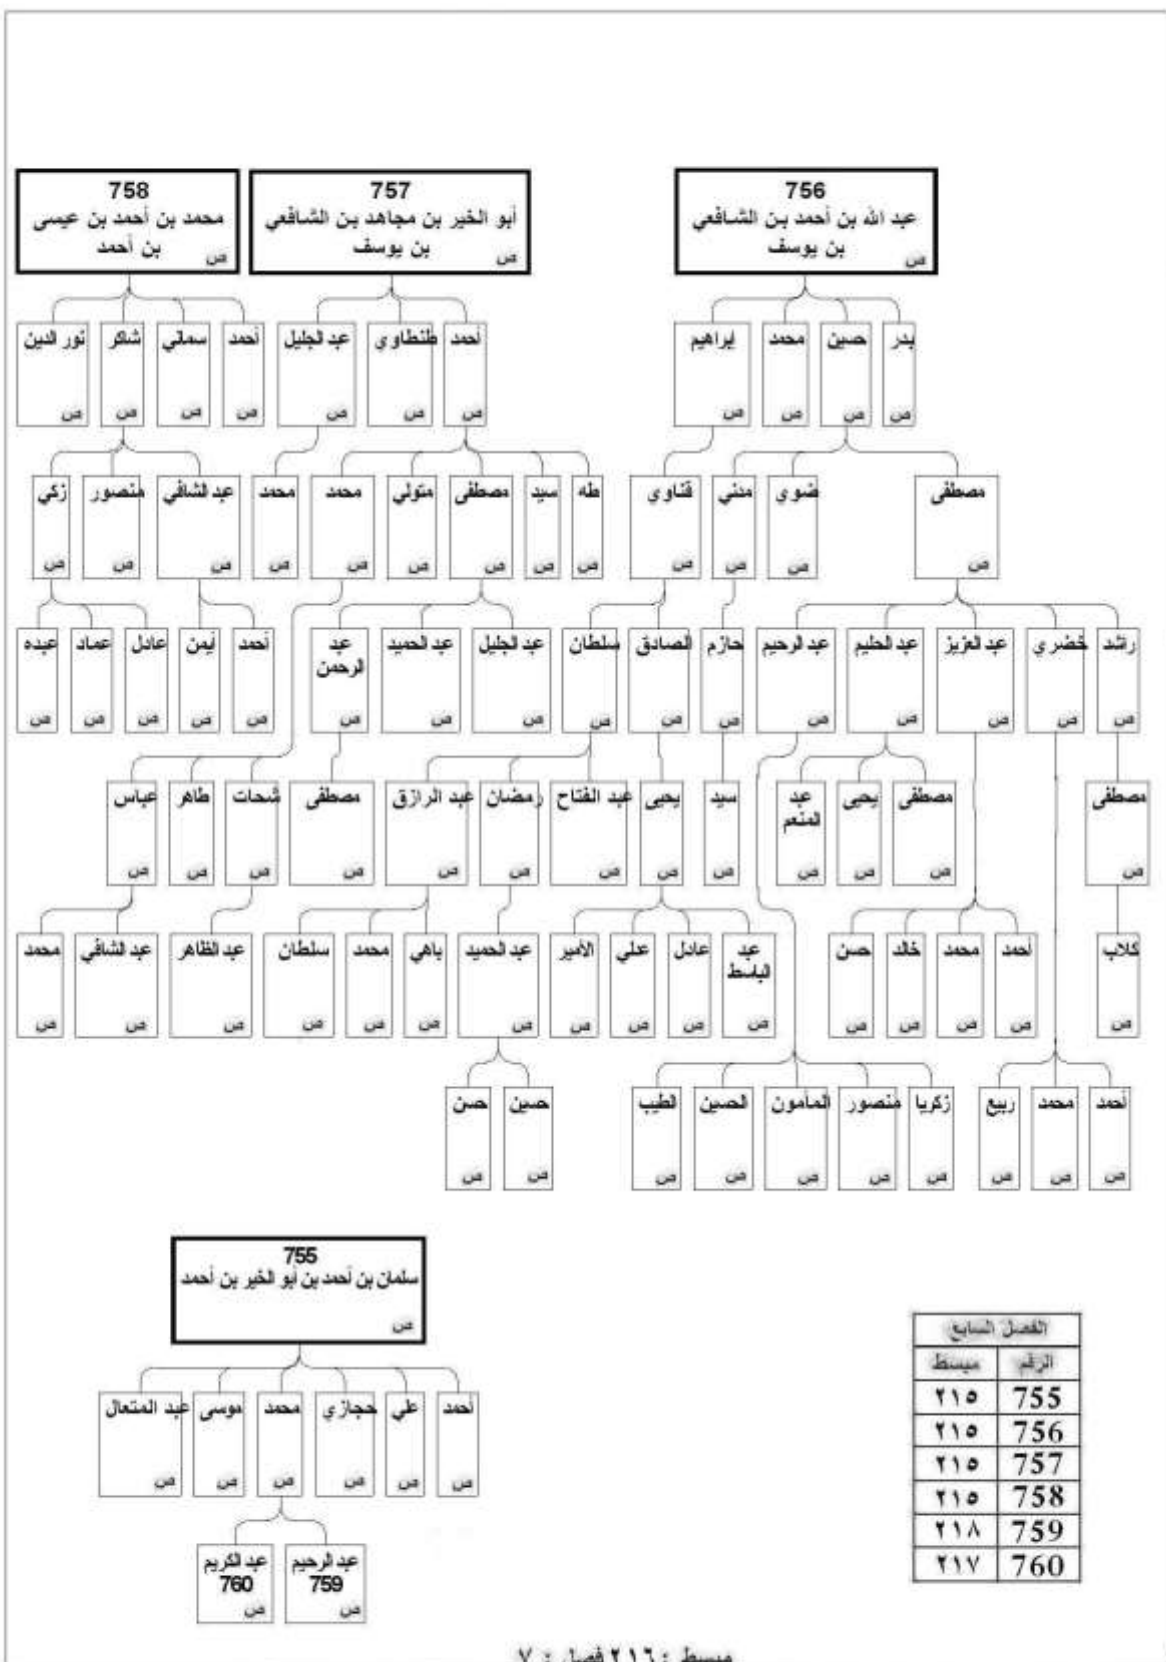 756
عبد الله بن أحمد بن الشافعي
بن يوسف
ص
757
أبو الخير بن مجاهد بن الشافعي
بن يوسف
ص
758
محمد بن أحمد بن عيسى
بن أحمد
ص
بدر حسين محمد إبراهيم أحمد طنطاوي عبد الجليل أحمد سماني شاكر نور الدين
ص ص ص ص ص ص ص ص ص ص ص
مصطفى ضوي مدني قناوي طه سيد مصطفى متولي محمد محمد عبد الشافي منصور زكي
ص ص ص ص ص ص ص ص ص ص ص ص ص
راشد خضري عبد العزيز عبد الحليم عبد الرحيم حازم الصادق سلطان عبد الجليل عبد الحميد عبد أحمد أيمن عادل عماد عبده
الرحمن
ص ص ص ص ص ص ص ص ص ص ص ص ص ص ص ص
مصطفى مصطفى يحيى عبد سيد يحيى عبد الفتاح رمضان عبد الرازق مصطفى شحات طاهر عباس
المنعم
ص ص ص ص ص ص ص ص ص ص ص ص ص
كلاب أحمد محمد خالد حسن عبد عادل علي الأمير عبد الحميد باهي محمد سلطان عبد الظاهر عبد الشافي محمد
الباسط
ص ص ص ص ص ص ص ص ص ص ص ص ص ص ص ص
أحمد محمد ربيع زكريا منصور المأمون الحسين الطيب حسين حسن
ص ص ص ص ص ص ص ص ص ص
755
سلمان بن أحمد بن أبو الخير بن أحمد
ص
أحمد علي حجازي محمد موسى عبد المتعال
ص ص ص ص ص ص
عبد الرحيم عبد الكريم
759 760
ص ص
الفصل السابع
الرقم مبسط
755 ٢١٥
756 ٢١٥
757 ٢١٥
758 ٢١٥
759 ٢١٨
760 ٢١٧
مبسط : ٢١٦ فصل : ٧